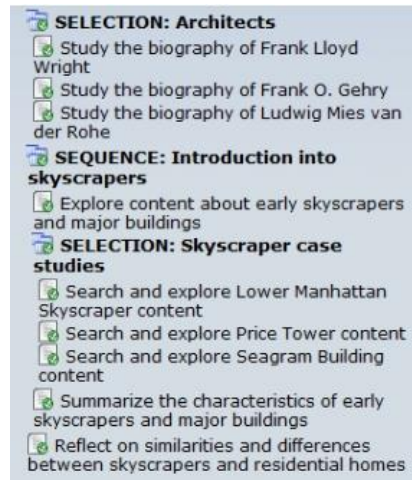 SELECTION: Architects
Study the biography of Frank Lloyd
Wright
Study the biography of Frank O. Gehry
Study the biography of Ludwig Mies van
der Rohe
SEQUENCE: Introduction into
skyscrapers
Explore content about early skyscrapers
and major buildings
SELECTION: Skyscraper case
studies
Search and explore Lower Manhattan
Skyscraper content
Search and explore Price Tower content
Search and explore Seagram Building
content
Summarize the characteristics of early
skyscrapers and major buildings
Reflect on similarities and differences
between skyscrapers and residential homes